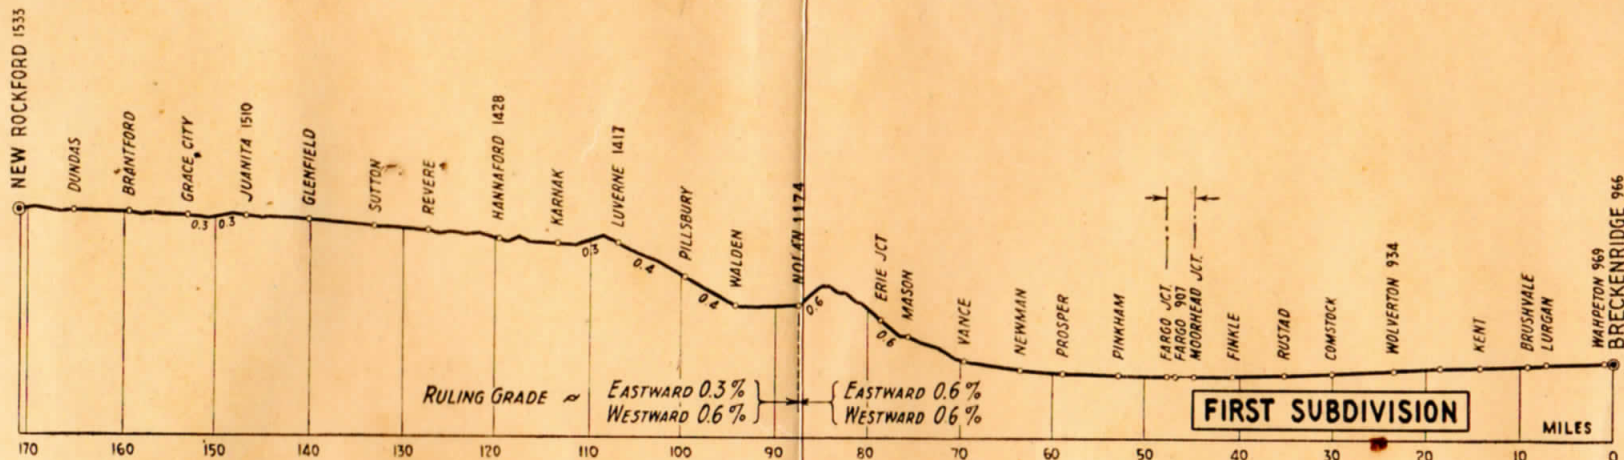 NEW ROCKFORD 1535
DUNDAS
BRANTFORD
GRACE CITY
JUANITA 1510
GLENFIELD
SUTTON
REVERE
HANNAFORD 1428
KARNAK
LUVERNE 1417
PILLSBURY
WALDEN
NOLAN 1174
ERIE JCT
MASON
VANCE
NEWMAN
PROSPER
PINKHAM
FARGO JCT.
FARGO 907
MOORHEAD JCT.
FINKLE
RUSTAD
COMSTOCK
WOLVERTON 934
KENT
BRUSHVALE
LURGAN
WAHPETON 969
BRECKENRIDGE 966
0.3 0.3 0.3 0.4 0.4 0.6 0.6
RULING GRADE ~ EASTWARD 0.3% EASTWARD 0.6%
WESTWARD 0.6% WESTWARD 0.6%
FIRST SUBDIVISION
MILES
170 160 150 140 130 120 110 100 90 80 70 60 50 40 30 20 10 0